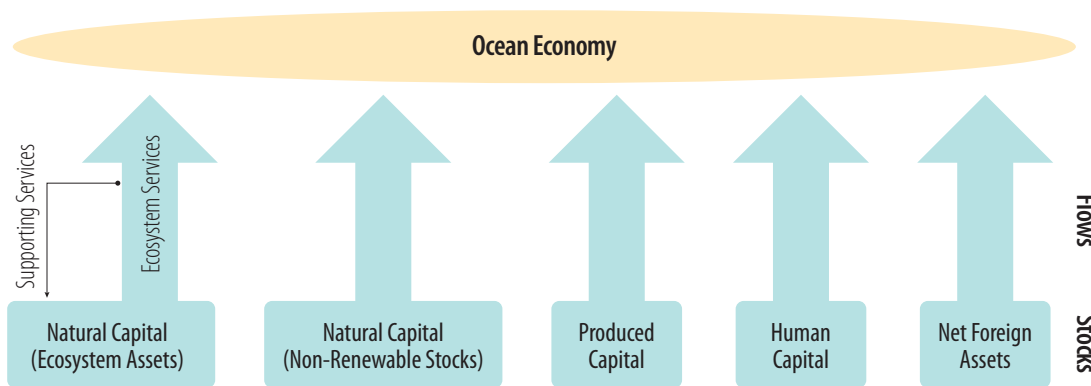 Ocean Economy
Supporting Services
Ecosystem Services
Flows
Natural Capital
(Ecosystem Assets)
Natural Capital
(Non-Renewable Stocks)
Produced
Capital
Human
Capital
Net Foreign
Assets
Stocks